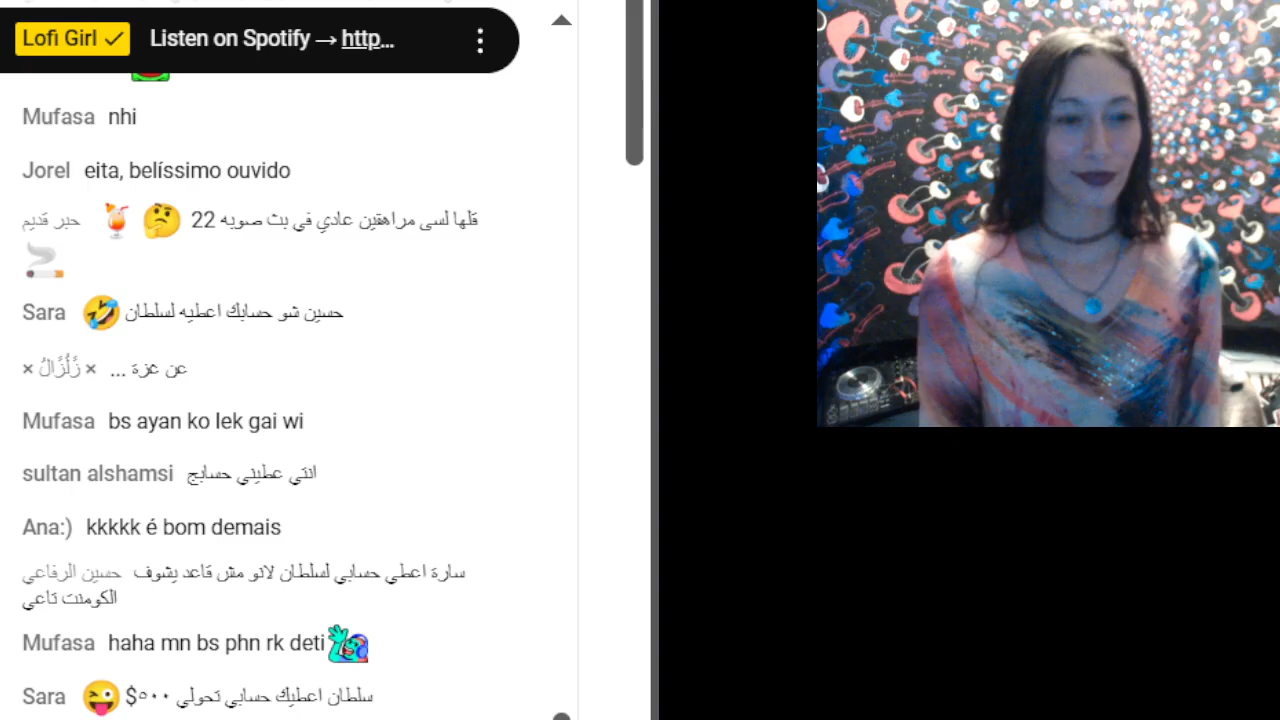 Lofi Girl ✓ Listen on Spotify → http...
Mufasa nhi
Jorel eita, belíssimo ouvido
حبر قديم 🍹🤔 قلها لسى مراهقين عادي في بث صوبه 22
🚬
Sara 🤣 حسين شو حسابك اعطيه لسلطان
× زَُلُّزَّالُ × عن غزة ...
Mufasa bs ayan ko lek gai wi
sultan alshamsi انتي عطيني حسابج
Ana:) kkkkk é bom demais
حسين الرفاعي سارة اعطي حسابي لسلطان لانو مش قاعد يشوف
الكومنت تاعي
Mufasa haha mn bs phn rk deti
Sara 😜 سلطان اعطيك حسابي تحولي ٥٠٠$